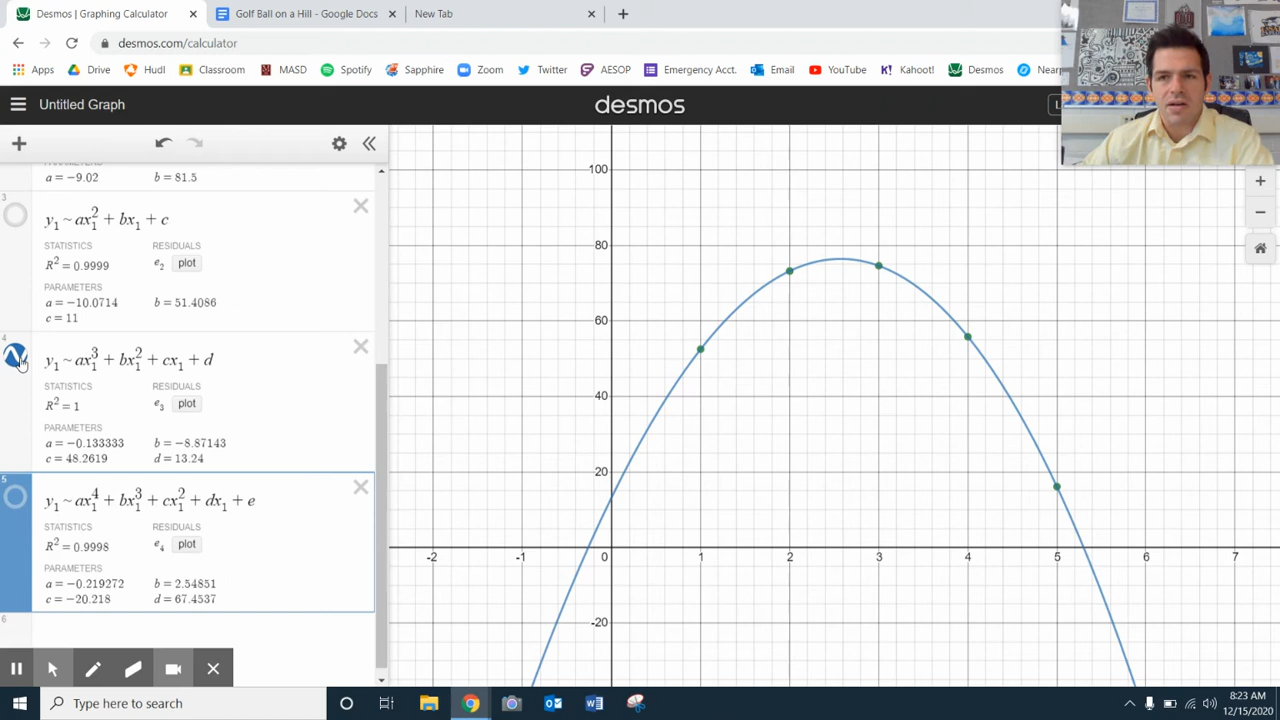 Desmos | Graphing Calculator
Golf Ball on a Hill - Google Docs
New Tab
desmos.com/calculator
Apps Drive Hudl Classroom MASD Spotify Sapphire Zoom Twitter AESOP Emergency Acct. Email YouTube Kahoot! Desmos
Untitled Graph
desmos
PARAMETERS
a = −9.02 b = 81.5
3
y₁ ~ ax₁² + bx₁ + c
STATISTICS RESIDUALS
R² = 0.9999 e₂ plot
PARAMETERS
a = −10.0714 b = 51.4086
c = 11
4
y₁ ~ ax₁³ + bx₁² + cx₁ + d
STATISTICS RESIDUALS
R² = 1 e₃ plot
PARAMETERS
a = −0.133333 b = −8.87143
c = 48.2619 d = 13.24
5
y₁ ~ ax₁⁴ + bx₁³ + cx₁² + dx₁ + e
STATISTICS RESIDUALS
R² = 0.9998 e₄ plot
PARAMETERS
a = −0.219272 b = 2.54851
c = −20.218 d = 67.4537
6
100
80
60
40
20
-2 -1 0 1 2 3 4 5 6 7
-20
Type here to search
8:23 AM
12/15/2020